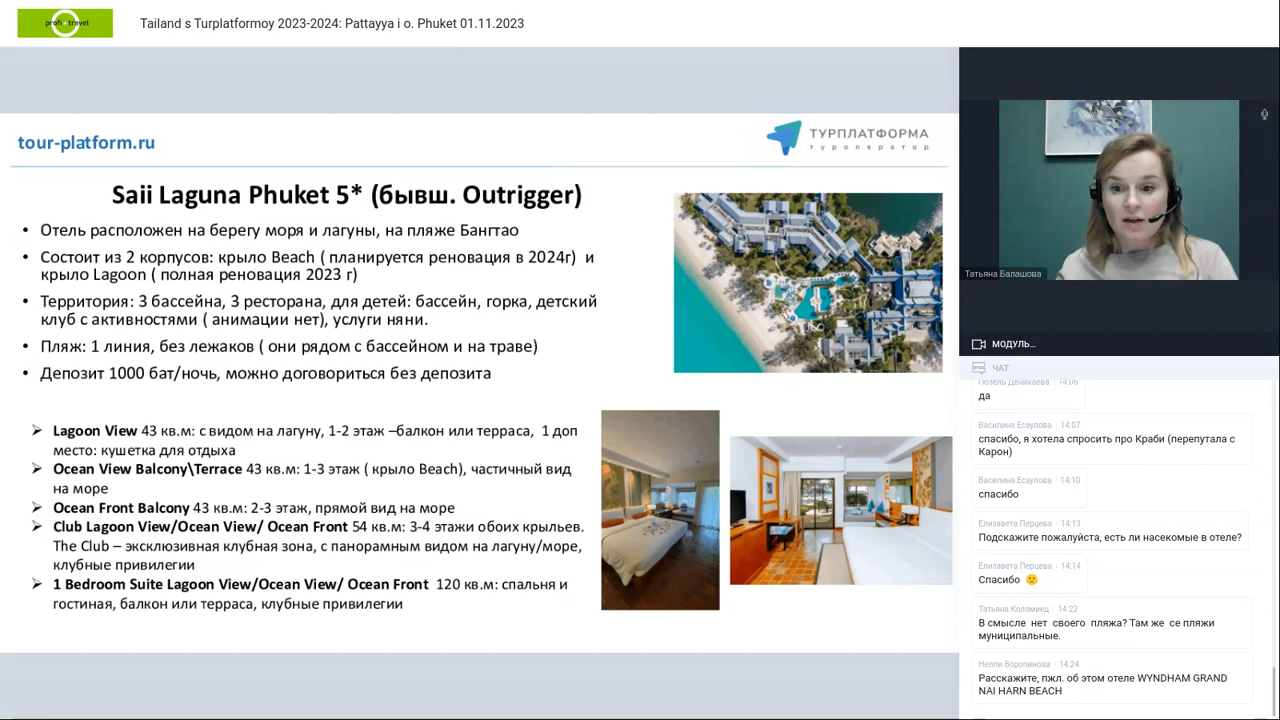 profi travel
Tailand s Turplatformoy 2023-2024: Pattayya i o. Phuket 01.11.2023
tour-platform.ru
ТУРПЛАТФОРМА
туроператор
Saii Laguna Phuket 5* (бывш. Outrigger)
• Отель расположен на берегу моря и лагуны, на пляже Бангтао
• Состоит из 2 корпусов: крыло Beach ( планируется реновация в 2024г) и
крыло Lagoon ( полная реновация 2023 г)
• Территория: 3 бассейна, 3 ресторана, для детей: бассейн, горка, детский
клуб с активностями ( анимации нет), услуги няни.
• Пляж: 1 линия, без лежаков ( они рядом с бассейном и на траве)
• Депозит 1000 бат/ночь, можно договориться без депозита
➢ Lagoon View 43 кв.м: с видом на лагуну, 1-2 этаж –балкон или терраса, 1 доп
место: кушетка для отдыха
➢ Ocean View Balcony\Terrace 43 кв.м: 1-3 этаж ( крыло Beach), частичный вид
на море
➢ Ocean Front Balcony 43 кв.м: 2-3 этаж, прямой вид на море
➢ Club Lagoon View/Ocean View/ Ocean Front 54 кв.м: 3-4 этажи обоих крыльев.
The Club – эксклюзивная клубная зона, с панорамным видом на лагуну/море,
клубные привилегии
➢ 1 Bedroom Suite Lagoon View/Ocean View/ Ocean Front 120 кв.м: спальня и
гостиная, балкон или терраса, клубные привилегии
Татьяна Балашова
МОДУЛЬ...
ЧАТ
Гюзель Деникаева 14:06
да
Василина Есаулова 14:07
спасибо, я хотела спросить про Краби (перепутала с
Карон)
Василина Есаулова 14:10
спасибо
Елизавета Перцева 14:13
Подскажите пожалуйста, есть ли насекомые в отеле?
Елизавета Перцева 14:14
Спасибо 🙂
Татьяна Коломиец 14:22
В смысле нет своего пляжа? Там же се пляжи
муниципальные.
Нелли Воропинова 14:24
Расскажите, пжл. об этом отеле WYNDHAM GRAND
NAI HARN BEACH